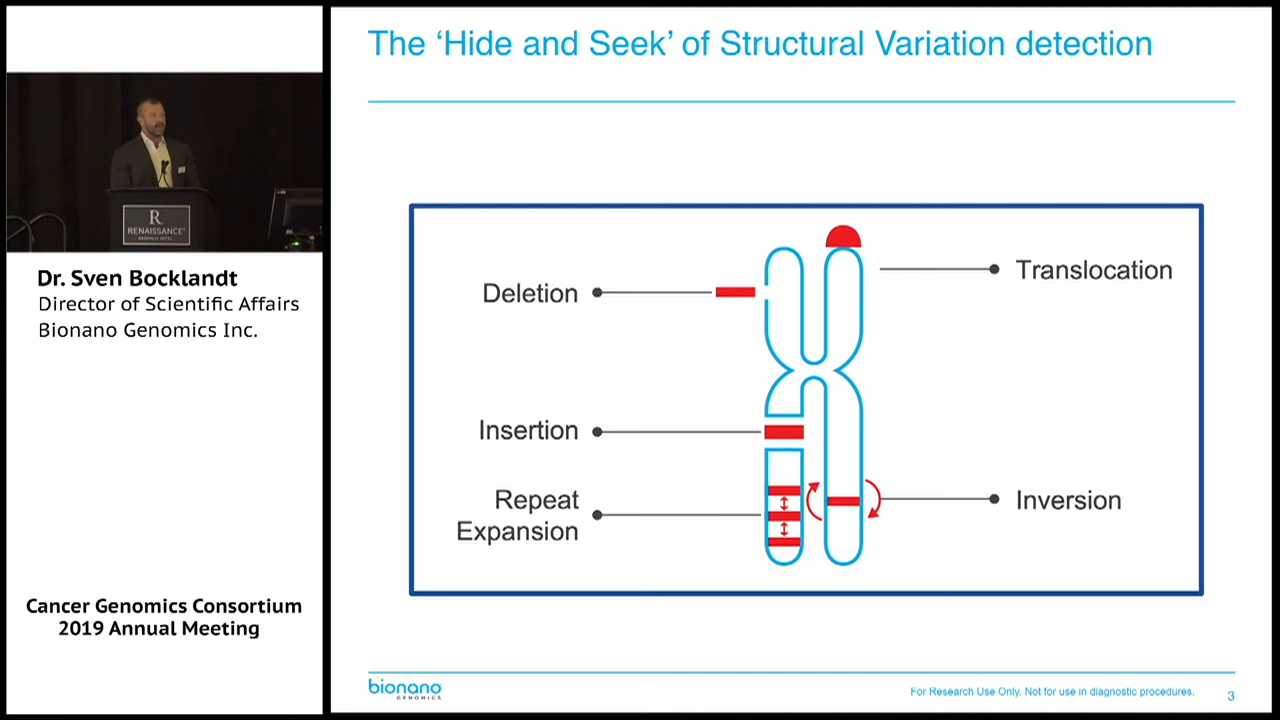 The ‘Hide and Seek’ of Structural Variation detection
R
RENAISSANCE
Dr. Sven Bocklandt
Director of Scientific Affairs
Bionano Genomics Inc.
Cancer Genomics Consortium
2019 Annual Meeting
Deletion
Translocation
Insertion
Repeat
Expansion
Inversion
bionano
GENOMICS
For Research Use Only. Not for use in diagnostic procedures.
3